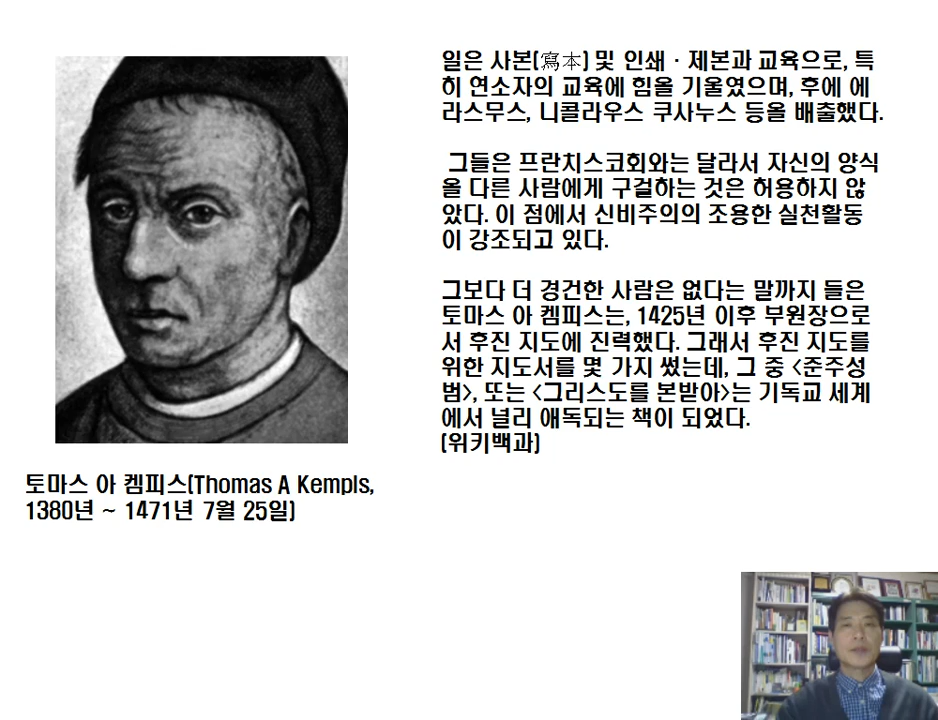 일은 사본(寫本) 및 인쇄 · 제본과 교육으로, 특
히 연소자의 교육에 힘을 기울였으며, 후에 에
라스무스, 니콜라우스 쿠사누스 등을 배출했다.
그들은 프란치스코회와는 달라서 자신의 양식
을 다른 사람에게 구걸하는 것은 허용하지 않
았다. 이 점에서 신비주의의 조용한 실천활동
이 강조되고 있다.
그보다 더 경건한 사람은 없다는 말까지 들은
토마스 아 켐피스는, 1425년 이후 부원장으로
서 후진 지도에 진력했다. 그래서 후진 지도를
위한 지도서를 몇 가지 썼는데, 그 중 <준주성
범>, 또는 <그리스도를 본받아>는 기독교 세계
에서 널리 애독되는 책이 되었다.
(위키백과)
토마스 아 켐피스(Thomas A Kempis,
1380년 ~ 1471년 7월 25일)